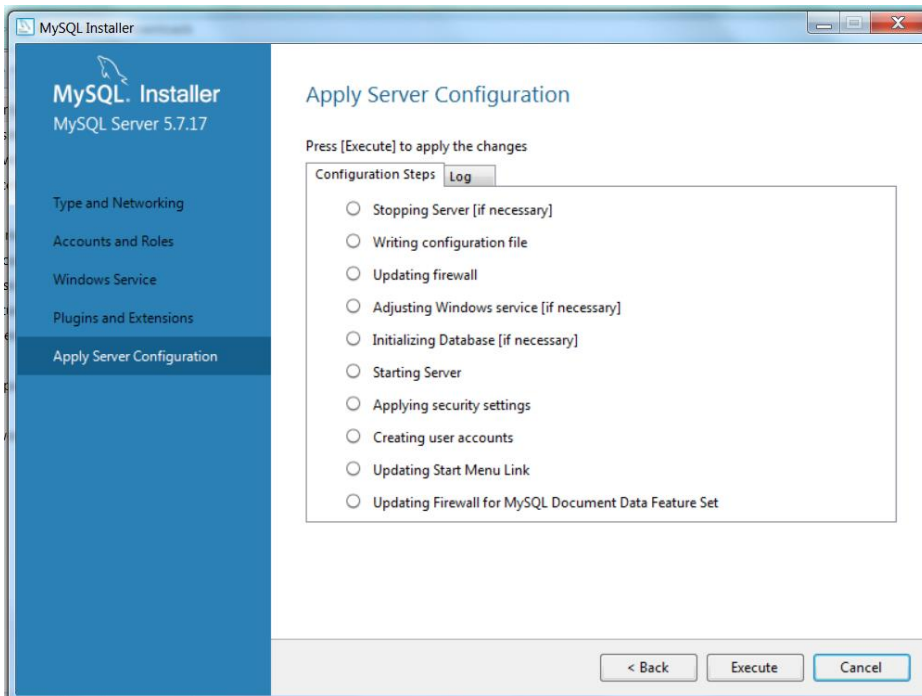 MySQL Installer
MySQL. Installer
MySQL Server 5.7.17
Type and Networking
Accounts and Roles
Windows Service
Plugins and Extensions
Apply Server Configuration
Apply Server Configuration
Press [Execute] to apply the changes
Configuration Steps Log
Stopping Server [if necessary]
Writing configuration file
Updating firewall
Adjusting Windows service [if necessary]
Initializing Database [if necessary]
Starting Server
Applying security settings
Creating user accounts
Updating Start Menu Link
Updating Firewall for MySQL Document Data Feature Set
< Back Execute Cancel